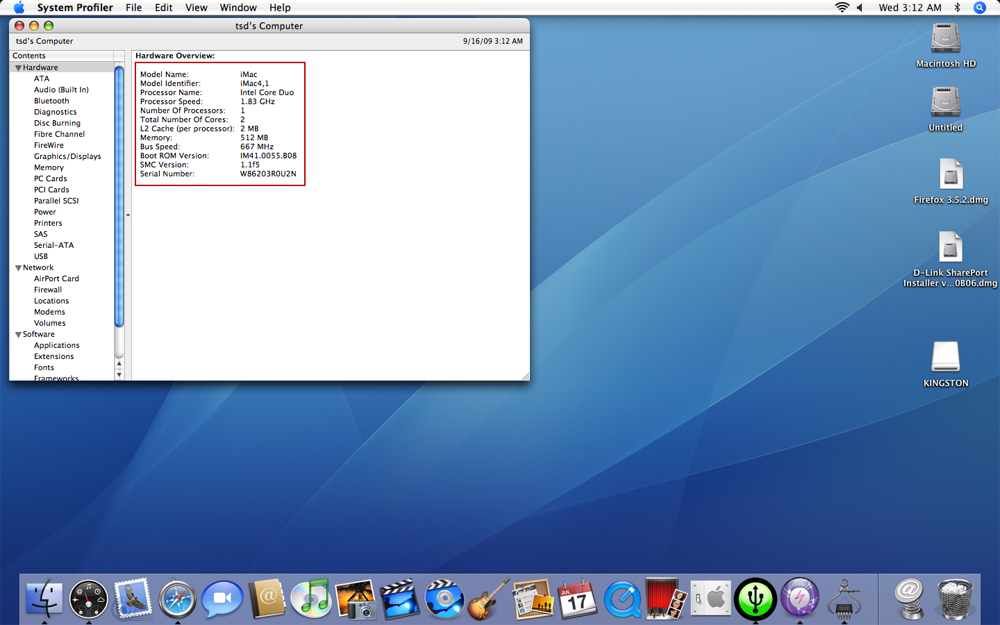 System Profiler File Edit View Window Help
Wed 3:12 AM
tsd's Computer
tsd's Computer
9/16/09 3:12 AM
Contents
Hardware
ATA
Audio (Built In)
Bluetooth
Diagnostics
Disc Burning
Fibre Channel
FireWire
Graphics/Displays
Memory
PC Cards
PCI Cards
Parallel SCSI
Power
Printers
SAS
Serial-ATA
USB
Network
AirPort Card
Firewall
Locations
Modems
Volumes
Software
Applications
Extensions
Fonts
Frameworks
Hardware Overview:
Model Name: iMac
Model Identifier: iMac4,1
Processor Name: Intel Core Duo
Processor Speed: 1.83 GHz
Number Of Processors: 1
Total Number Of Cores: 2
L2 Cache (per processor): 2 MB
Memory: 512 MB
Bus Speed: 667 MHz
Boot ROM Version: IM41.0055.B08
SMC Version: 1.1f5
Serial Number: W86203R0U2N
Macintosh HD
Untitled
Firefox 3.5.2.dmg
D-Link SharePort
Installer v...0B06.dmg
KINGSTON
JUL
17